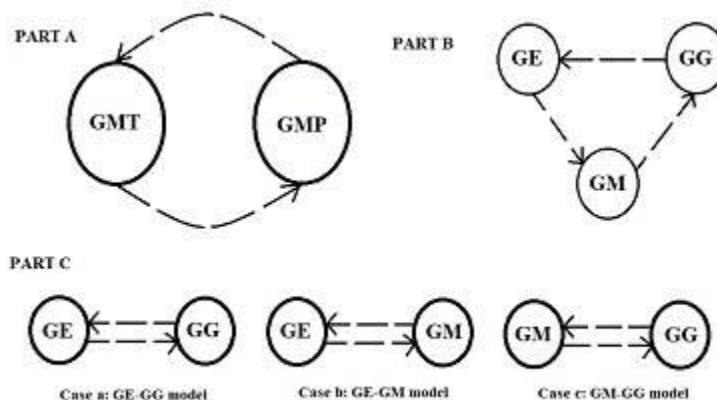 PART A
GMT
GMP
PART B
GE
GG
GM
PART C
GE
GG
GE
GM
GM
GG
Case a: GE-GG model
Case b: GE-GM model
Case c: GM-GG model